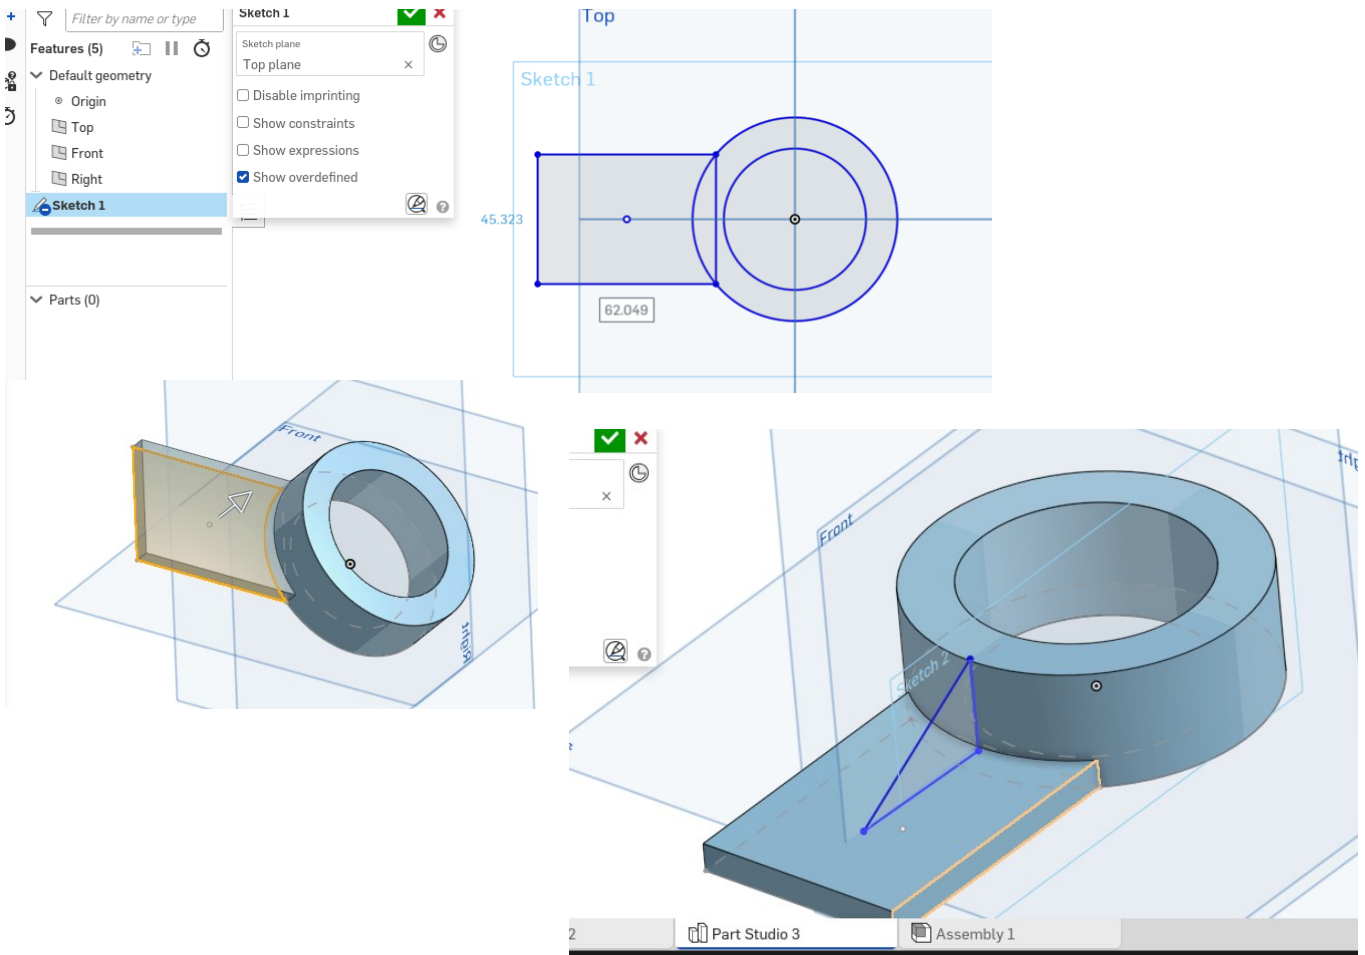 Filter by name or type
Features (5)
Default geometry
Origin
Top
Front
Right
Sketch 1
Parts (0)
Sketch 1
Sketch plane
Top plane
Disable imprinting
Show constraints
Show expressions
Show overdefined
Top
Sketch 1
45.323
62.049
Front
Right
Front
Sketch 2
2
Part Studio 3
Assembly 1